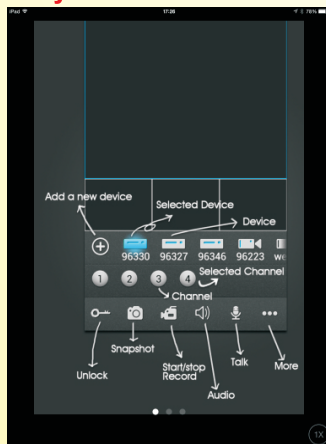 iPad
17:26
76%
Add a new device
Selected Device
Device
96330 96327 96346 96223 we
1 2 3 4 Selected Channel
Channel
Snapshot
Unlock
Start/stop
Record
Audio
Talk
More
1X